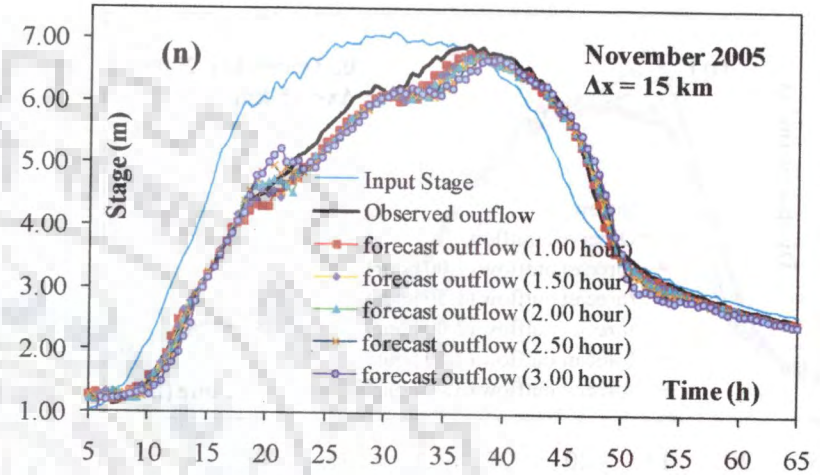 (n)
November 2005
Δx = 15 km
Stage (m)
7.00
6.00
5.00
4.00
3.00
2.00
1.00
Input Stage
Observed outflow
forecast outflow (1.00 hour)
forecast outflow (1.50 hour)
forecast outflow (2.00 hour)
forecast outflow (2.50 hour)
forecast outflow (3.00 hour)
Time (h)
5 10 15 20 25 30 35 40 45 50 55 60 65